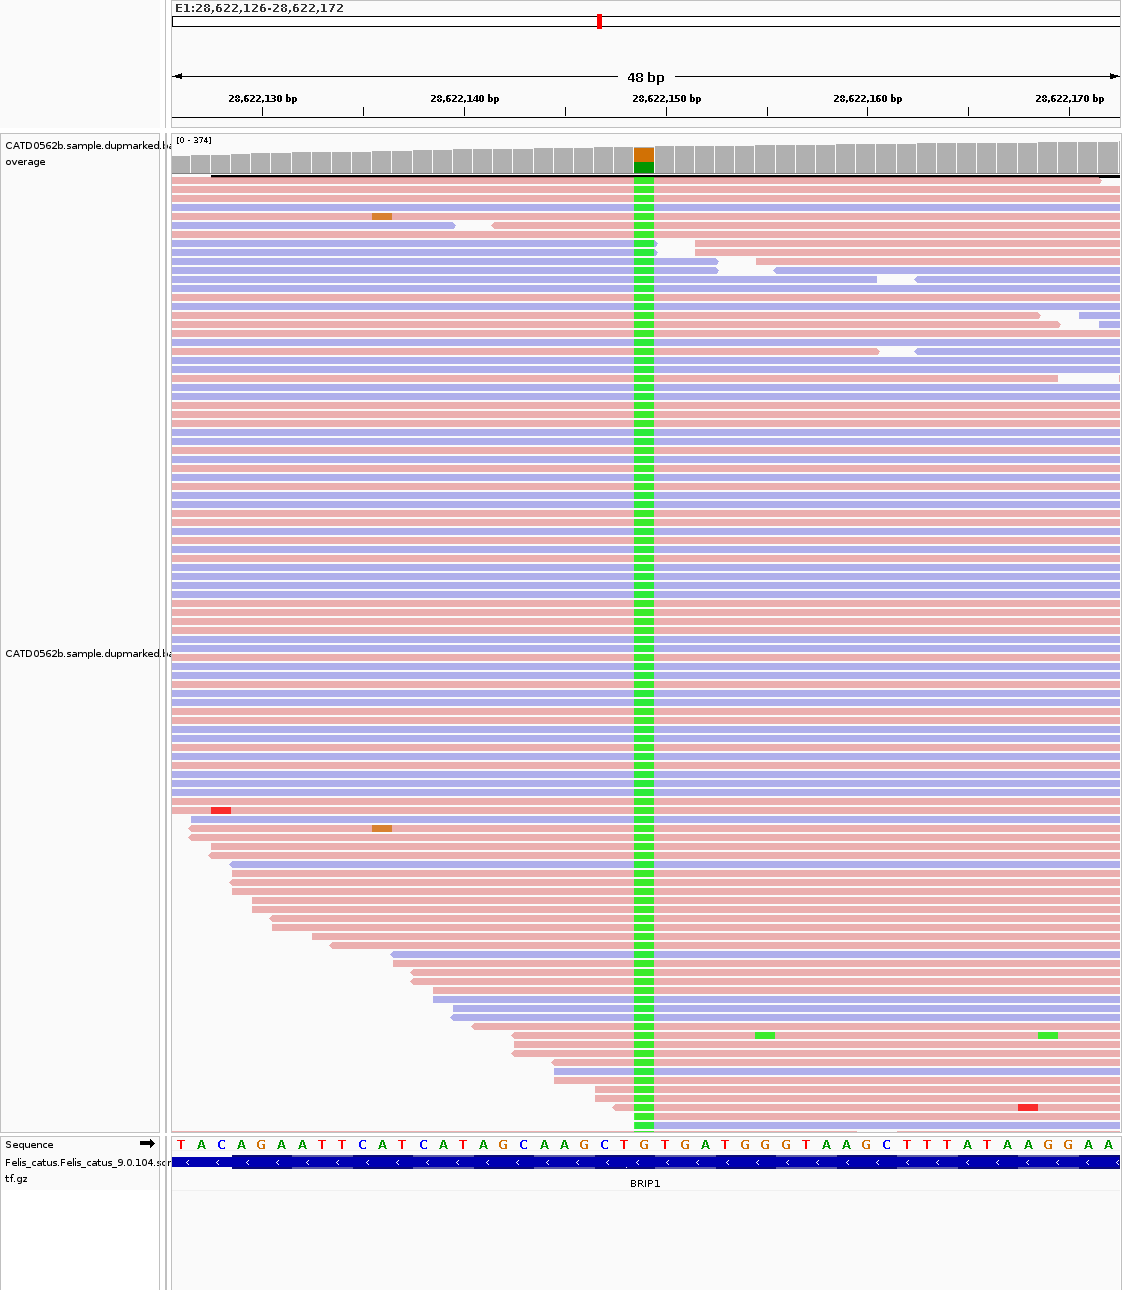 E1:28,622,126-28,622,172
48 bp
28,622,130 bp 28,622,140 bp 28,622,150 bp 28,622,160 bp 28,622,170 bp
CATD0562b.sample.dupmarked.ba
overage
[0 - 374]
CATD0562b.sample.dupmarked.ba
Sequence
T A C A G A A T T C A T C A T A G C A A G C T G T G A T G G G T A A G C T T T A T A A G G A A
Felis_catus.Felis_catus_9.0.104.sor
tf.gz
BRIP1